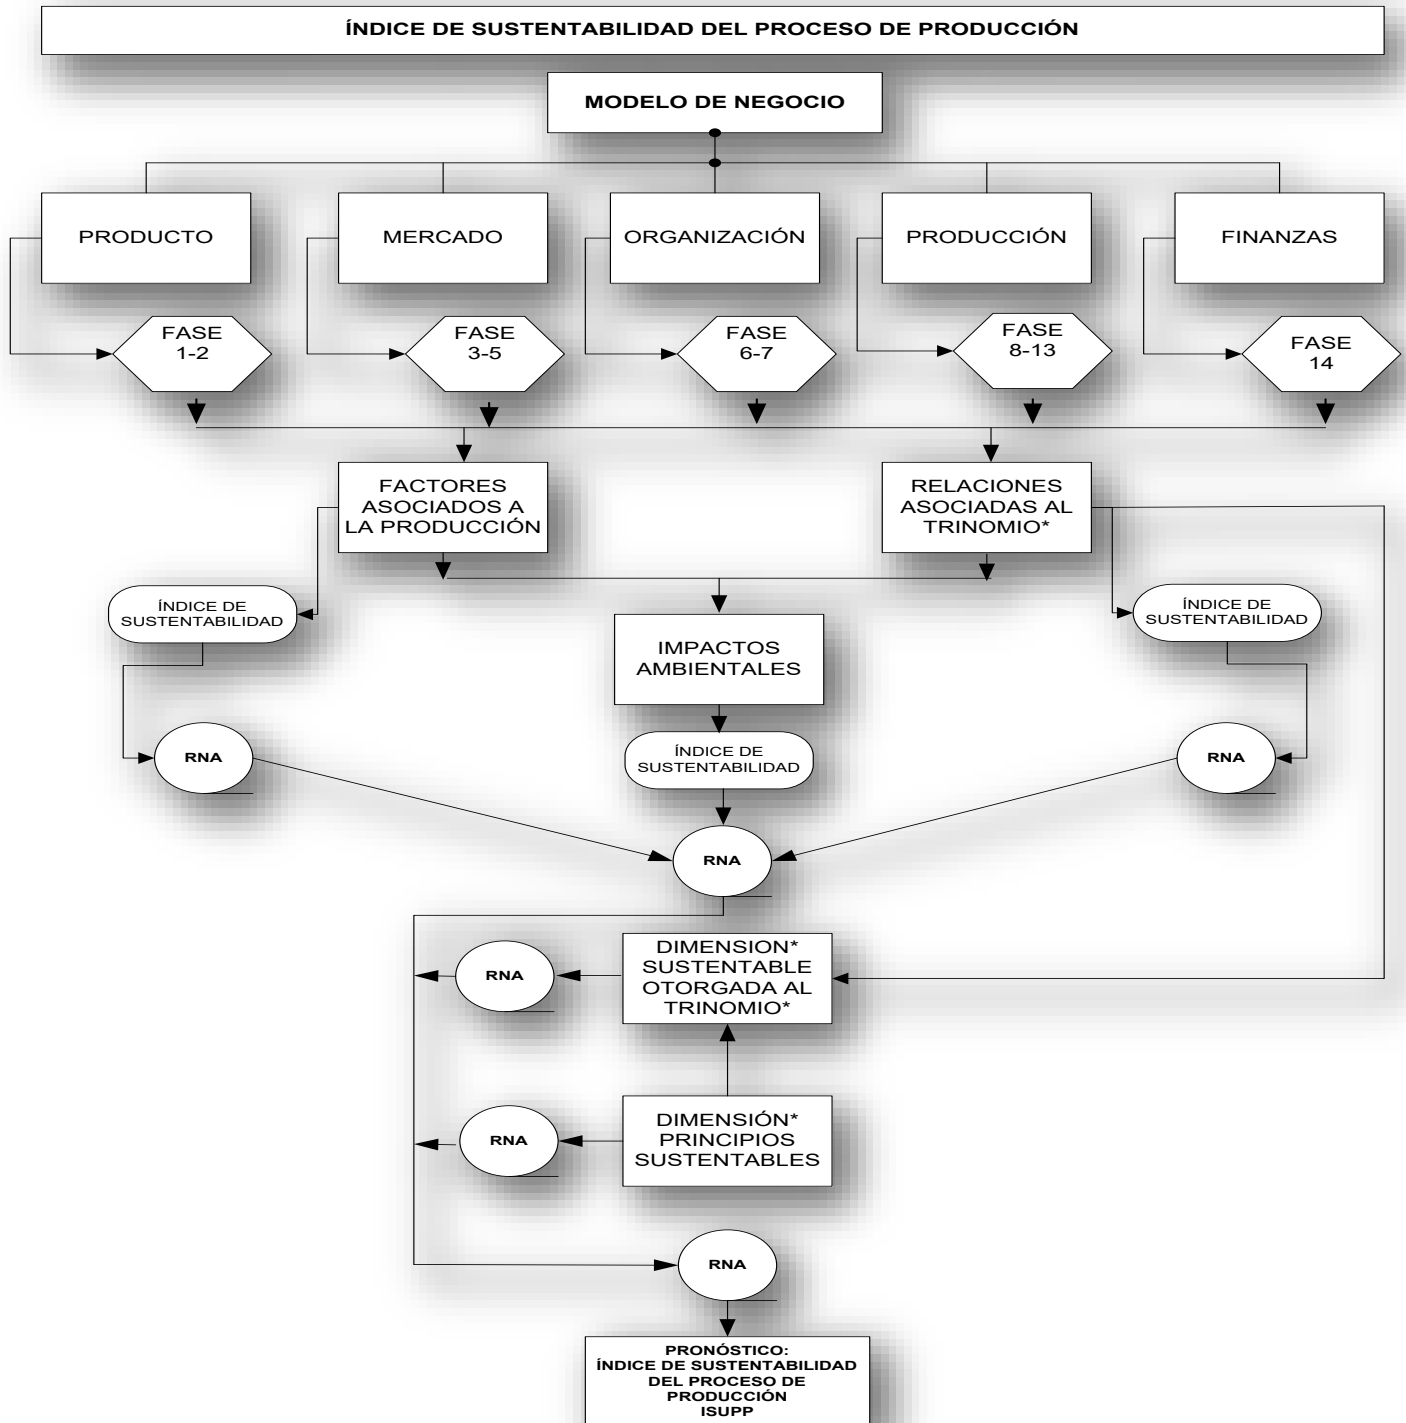 ÍNDICE DE SUSTENTABILIDAD DEL PROCESO DE PRODUCCIÓN
MODELO DE NEGOCIO
PRODUCTO
MERCADO
ORGANIZACIÓN
PRODUCCIÓN
FINANZAS
FASE
1-2
FASE
3-5
FASE
6-7
FASE
8-13
FASE
14
FACTORES
ASOCIADOS A
LA PRODUCCIÓN
RELACIONES
ASOCIADAS AL
TRINOMIO*
ÍNDICE DE
SUSTENTABILIDAD
IMPACTOS
AMBIENTALES
ÍNDICE DE
SUSTENTABILIDAD
RNA
ÍNDICE DE
SUSTENTABILIDAD
RNA
RNA
RNA
DIMENSION*
SUSTENTABLE
OTORGADA AL
TRINOMIO*
RNA
DIMENSIÓN*
PRINCIPIOS
SUSTENTABLES
RNA
PRONÓSTICO:
ÍNDICE DE SUSTENTABILIDAD
DEL PROCESO DE
PRODUCCIÓN
ISUPP